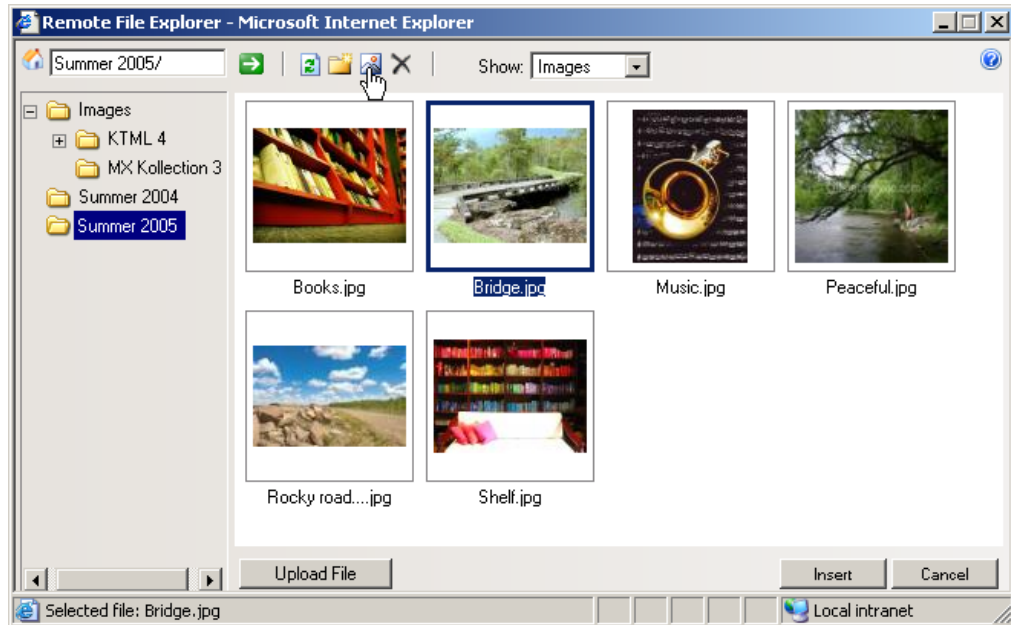 Remote File Explorer - Microsoft Internet Explorer
Summer 2005/
Show: Images
Images
KTML 4
MX Kollection 3
Summer 2004
Summer 2005
Books.jpg
Bridge.jpg
Music.jpg
Peaceful.jpg
Rocky road....jpg
Shelf.jpg
Upload File
Insert
Cancel
Selected file: Bridge.jpg
Local intranet